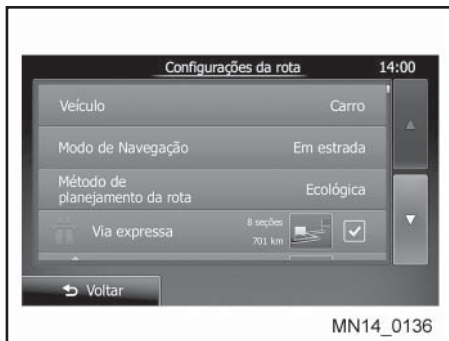 Configurações da rota 14:00
Veículo Carro
Modo de Navegação Em estrada
Método de
planejamento da rota Ecológica
Via expressa 8 seções
701 km
Voltar
MN14_0136